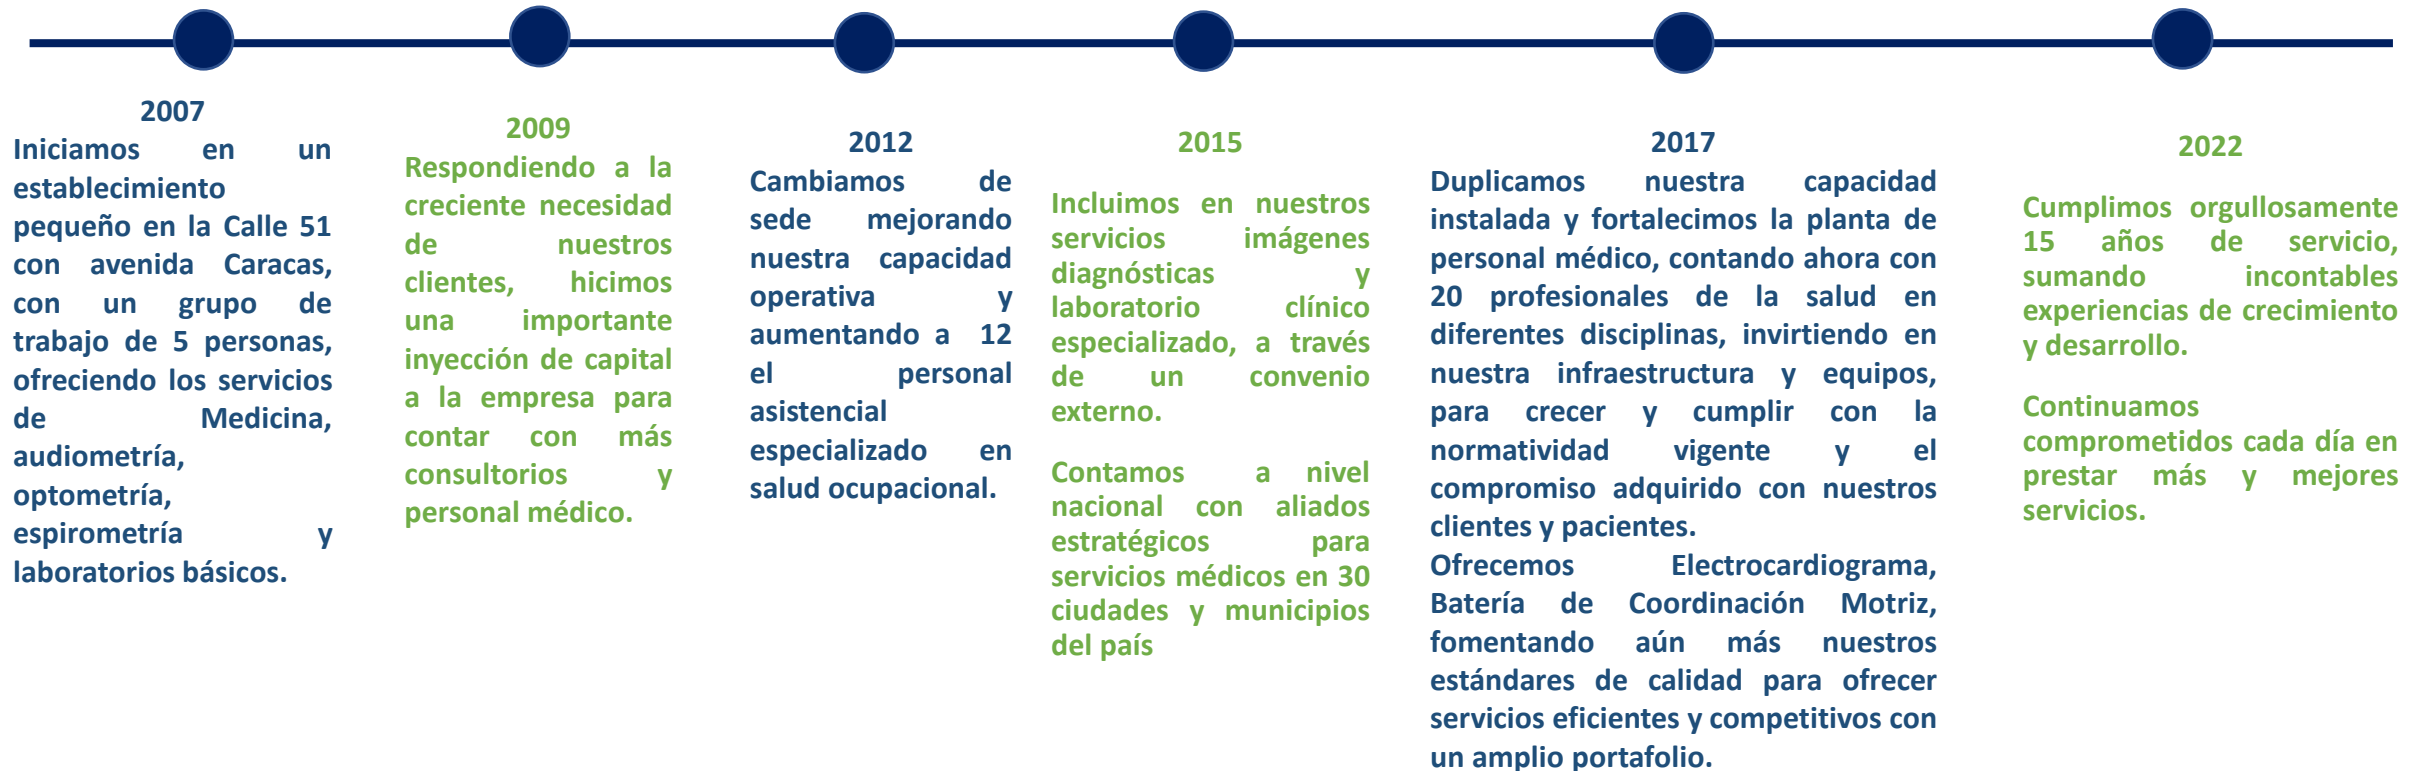 2007
Iniciamos en un
establecimiento
pequeño en la Calle 51
con avenida Caracas,
con un grupo de
trabajo de 5 personas,
ofreciendo los servicios
de Medicina,
audiometría,
optometría,
espirometría y
laboratorios básicos.
2009
Respondiendo a la
creciente necesidad
de nuestros
clientes, hicimos
una importante
inyección de capital
a la empresa para
contar con más
consultorios y
personal médico.
2012
Cambiamos de
sede mejorando
nuestra capacidad
operativa y
aumentando a 12
el personal
asistencial
especializado en
salud ocupacional.
2015
Incluimos en nuestros
servicios imágenes
diagnósticas y
laboratorio clínico
especializado, a través
de un convenio
externo.
Contamos a nivel
nacional con aliados
estratégicos para
servicios médicos en 30
ciudades y municipios
del país
2017
Duplicamos nuestra capacidad
instalada y fortalecimos la planta de
personal médico, contando ahora con
20 profesionales de la salud en
diferentes disciplinas, invirtiendo en
nuestra infraestructura y equipos,
para crecer y cumplir con la
normatividad vigente y el
compromiso adquirido con nuestros
clientes y pacientes.
Ofrecemos Electrocardiograma,
Batería de Coordinación Motriz,
fomentando aún más nuestros
estándares de calidad para ofrecer
servicios eficientes y competitivos con
un amplio portafolio.
2022
Cumplimos orgullosamente
15 años de servicio,
sumando incontables
experiencias de crecimiento
y desarrollo.
Continuamos
comprometidos cada día en
prestar más y mejores
servicios.